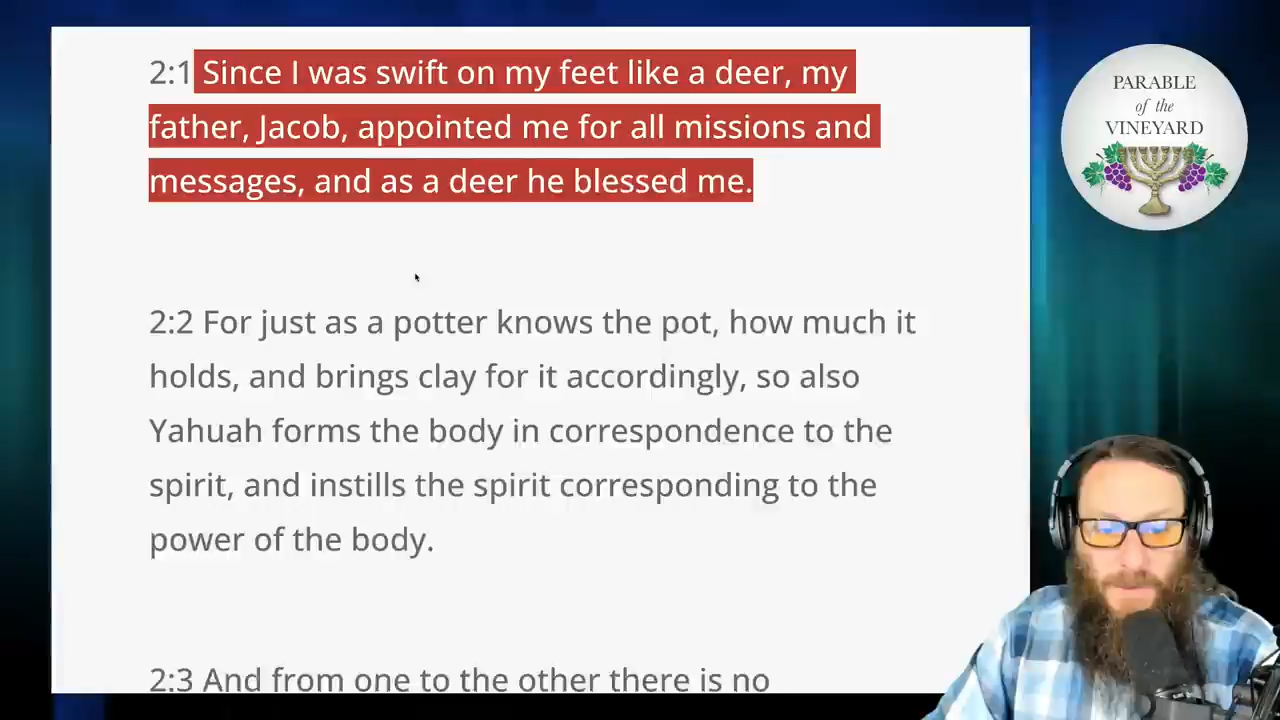 2:1 Since I was swift on my feet like a deer, my
father, Jacob, appointed me for all missions and
messages, and as a deer he blessed me.
2:2 For just as a potter knows the pot, how much it
holds, and brings clay for it accordingly, so also
Yahuah forms the body in correspondence to the
spirit, and instills the spirit corresponding to the
power of the body.
2:3 And from one to the other there is no
PARABLE
of the
VINEYARD